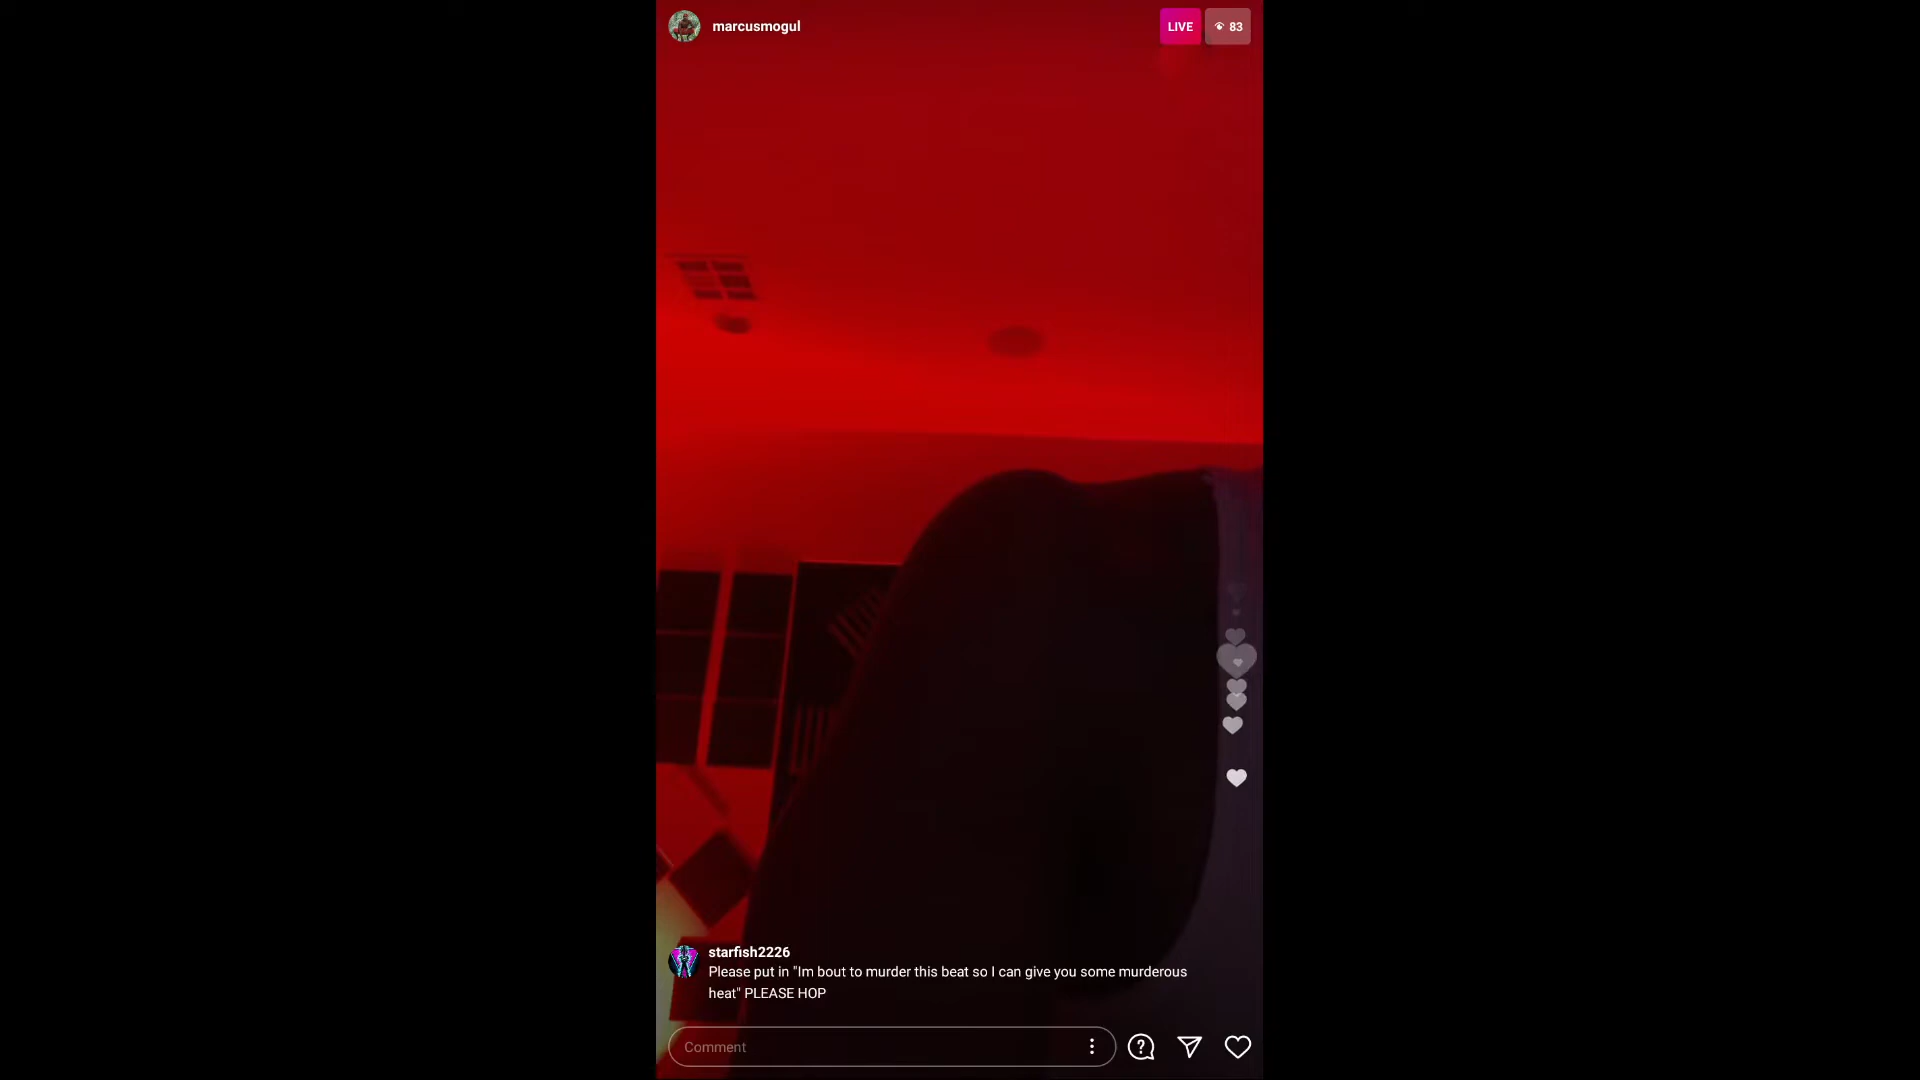 marcusmogul
LIVE
83
starfish2226
Please put in "Im bout to murder this beat so I can give you some murderous
heat" PLEASE HOP
Comment